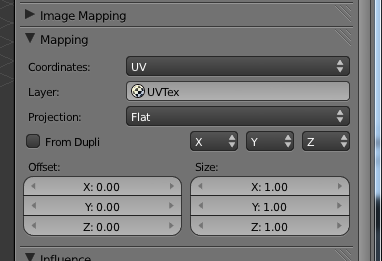 Image Mapping
Mapping
Coordinates: UV
Layer: UVTex
Projection: Flat
From Dupli X Y Z
Offset: Size:
X: 0.00 X: 1.00
Y: 0.00 Y: 1.00
Z: 0.00 Z: 1.00
Influence